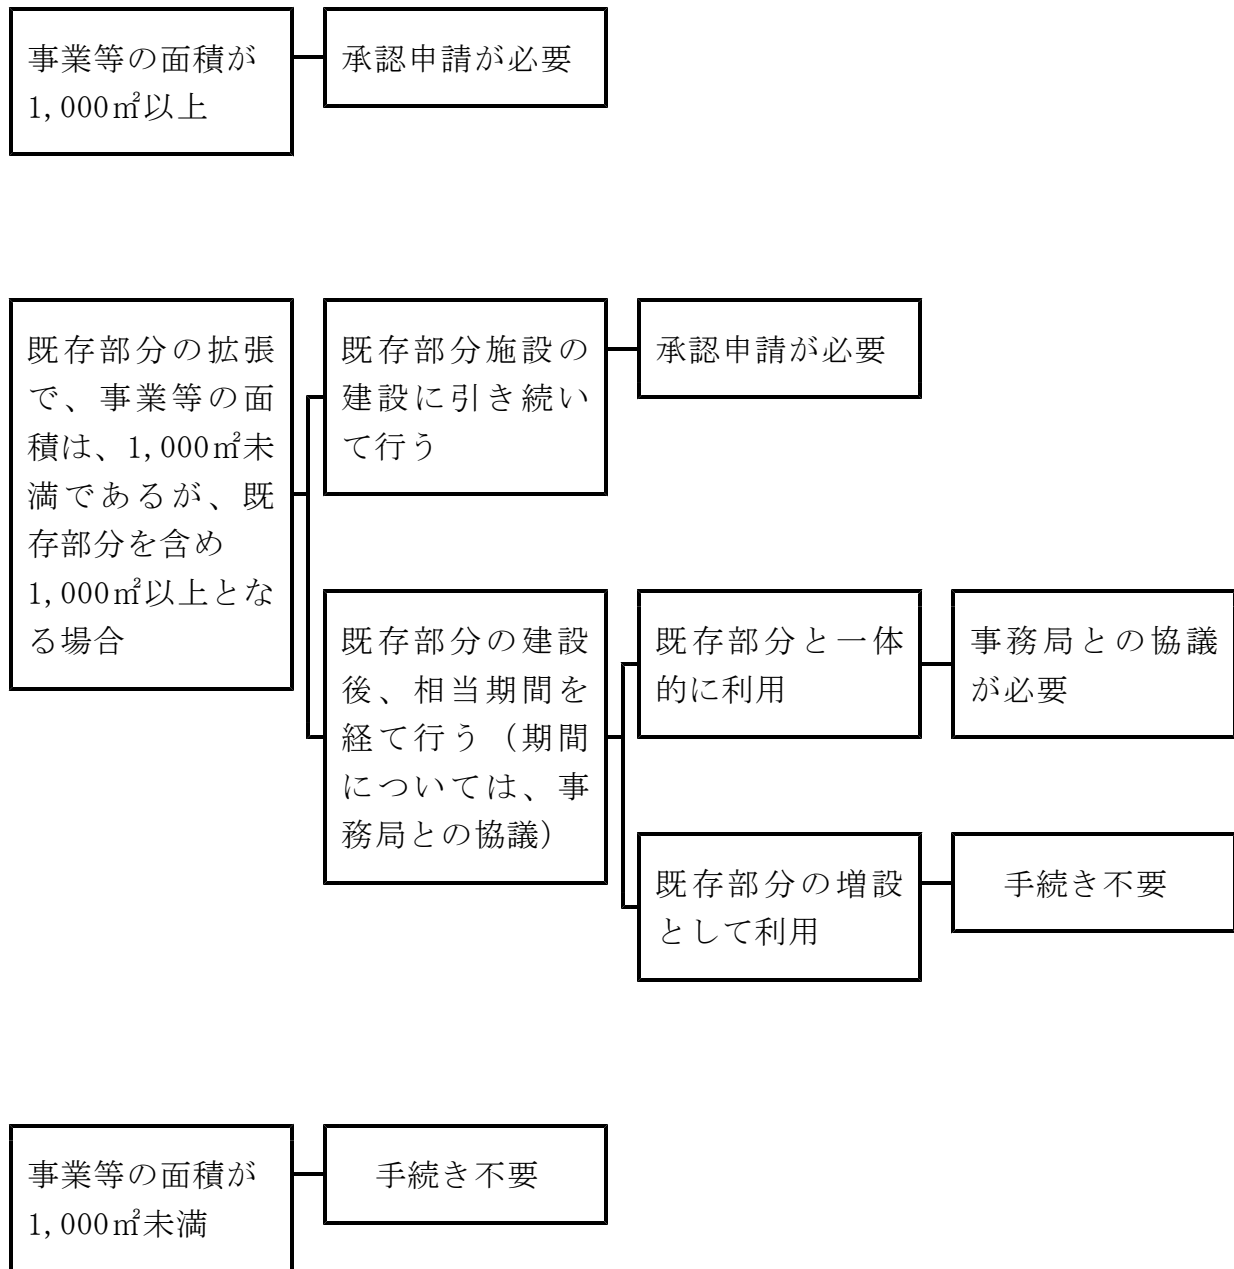 事業等の面積が
1,000㎡以上
承認申請が必要
既存部分の拡張
で、事業等の面
積は、1,000㎡未
満であるが、既
存部分を含め
1,000㎡以上とな
る場合
既存部分施設の
建設に引き続い
て行う
承認申請が必要
既存部分の建設
後、相当期間を
経て行う（期間
については、事
務局との協議）
既存部分と一体
的に利用
事務局との協議
が必要
既存部分の増設
として利用
手続き不要
事業等の面積が
1,000㎡未満
手続き不要